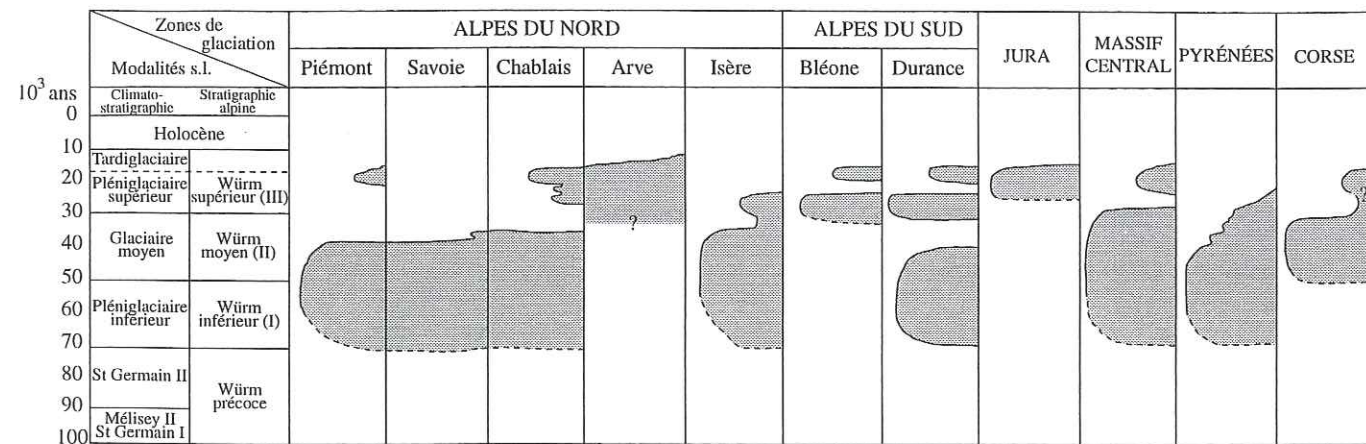 Zones de
glaciation
Modalités s.l.
ALPES DU NORD
ALPES DU SUD
JURA
MASSIF
CENTRAL
PYRÉNÉES
CORSE
Piémont
Savoie
Chablais
Arve
Isère
Bléone
Durance
10³ ans
Climato-
stratigraphie
Stratigraphie
alpine
0
Holocène
10
Tardiglaciaire
20
Pléniglaciaire
supérieur
Würm
supérieur (III)
30
?
?
Glaciaire
moyen
Würm
moyen (II)
40
50
Pléniglaciaire
inférieur
Würm
inférieur (I)
60
70
St Germain II
Würm
précoce
80
90
Mélisey II
St Germain I
100